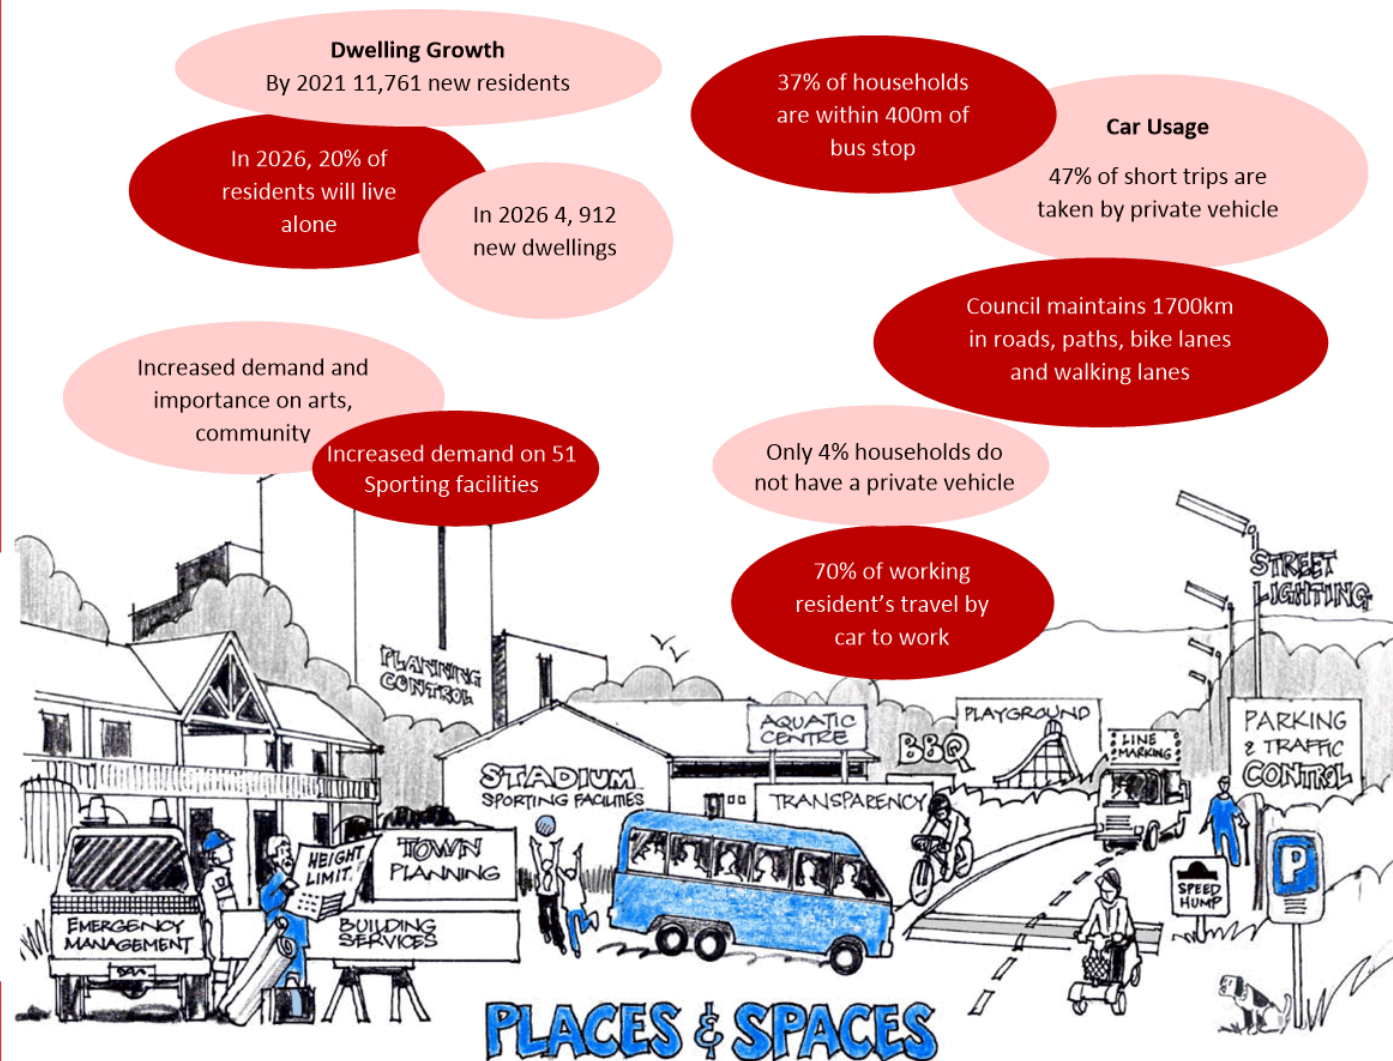 Dwelling Growth
By 2021 11,761 new residents
In 2026, 20% of
residents will live
alone
In 2026 4, 912
new dwellings
37% of households
are within 400m of
bus stop
Car Usage
47% of short trips are
taken by private vehicle
Council maintains 1700km
in roads, paths, bike lanes
and walking lanes
Increased demand and
importance on arts,
community
Increased demand on 51
Sporting facilities
Only 4% households do
not have a private vehicle
70% of working
resident’s travel by
car to work
STREET
LIGHTING
PLANNING
CONTROL
AQUATIC
CENTRE
BBQ
PLAYGROUND
LINE
MARKING
PARKING
& TRAFFIC
CONTROL
STADIUM
SPORTING FACILITIES
TRANSPARENCY
HEIGHT
LIMIT
TOWN
PLANNING
P
SPEED
HUMP
EMERGENCY
MANAGEMENT
BUILDING
SERVICES
PLACES & SPACES